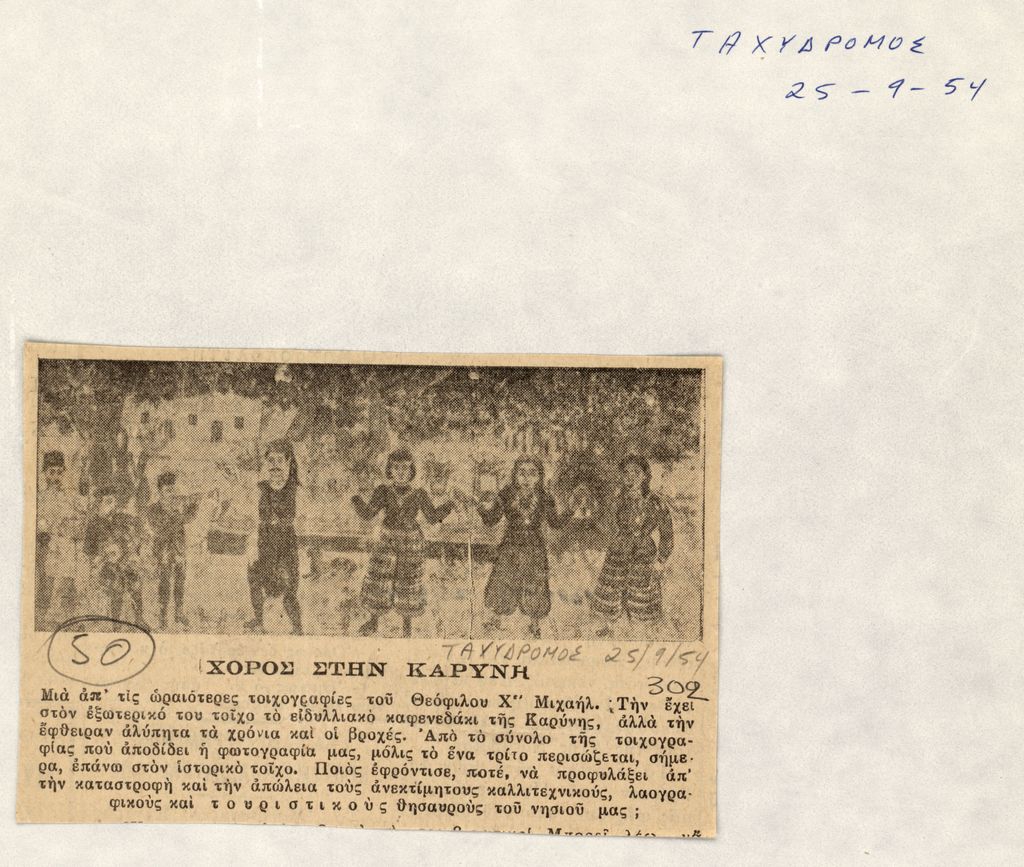 ΤΑΧΥΔΡΟΜΟΣ
25-9-54
50
ΤΑΧΥΔΡΟΜΟΣ 25/9/54
ΧΟΡΟΣ ΣΤΗΝ ΚΑΡΥΝΗ
302
Μιὰ ἀπ' τὶς ὡραιότερες τοιχογραφίες τοῦ Θεόφιλου Χ" Μιχαήλ. Τὴν ἔχει
στὸν ἐξωτερικό του τοῖχο τὸ εἰδυλλιακὸ καφενεδάκι τῆς Καρύνης, ἀλλὰ τὴν
ἔφθειραν ἀλύπητα τὰ χρόνια καὶ οἱ βροχές. Ἀπὸ τὸ σύνολο τῆς τοιχογρα-
φίας ποὺ ἀποδίδει ἡ φωτογραφία μας, μόλις τὸ ἕνα τρίτο περισώζεται, σήμε-
ρα, ἐπάνω στὸν ἱστορικὸ τοῖχο. Ποιὸς ἐφρόντισε, ποτέ, νὰ προφυλάξει ἀπ'
τὴν καταστροφὴ καὶ τὴν ἀπώλεια τοὺς ἀνεκτίμητους καλλιτεχνικούς, λαογρα-
φικοὺς καὶ τουριστικοὺς θησαυροὺς τοῦ νησιοῦ μας ;